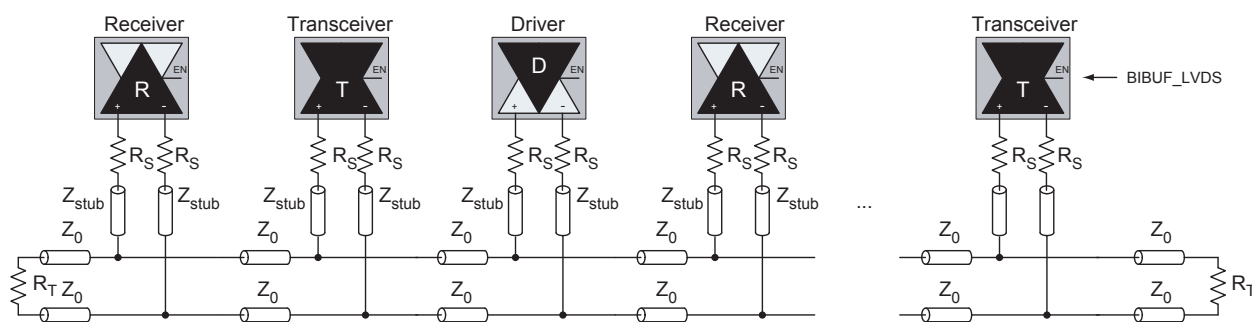 Receiver Transceiver Driver Receiver Transceiver
EN EN EN EN EN
R T D R T
BIBUF_LVDS
+ - + - + - + - + -
RS RS RS RS RS RS RS RS RS RS
Zstub Zstub Zstub Zstub Zstub Zstub Zstub Zstub
...
Z0 Z0 Z0 Z0 Z0 Z0
RT RT
Z0 Z0 Z0 Z0 Z0 Z0